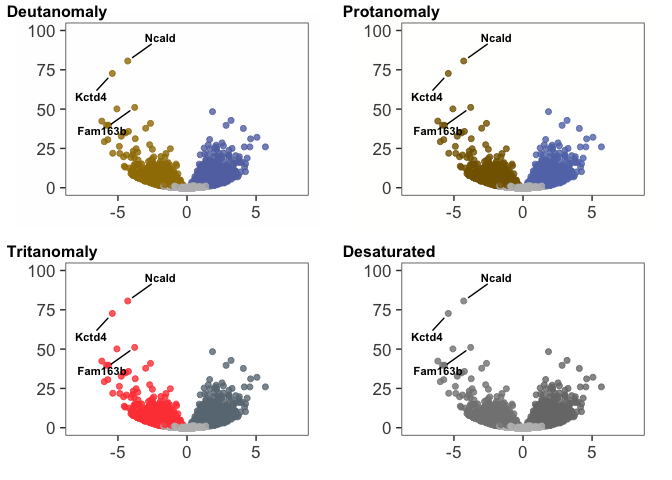 Deutanomaly
100
75
50
25
0
-5 0 5
Ncald
Kctd4
Fam163b
Protanomaly
100
75
50
25
0
-5 0 5
Ncald
Kctd4
Fam163b
Tritanomaly
100
75
50
25
0
-5 0 5
Ncald
Kctd4
Fam163b
Desaturated
100
75
50
25
0
-5 0 5
Ncald
Kctd4
Fam163b